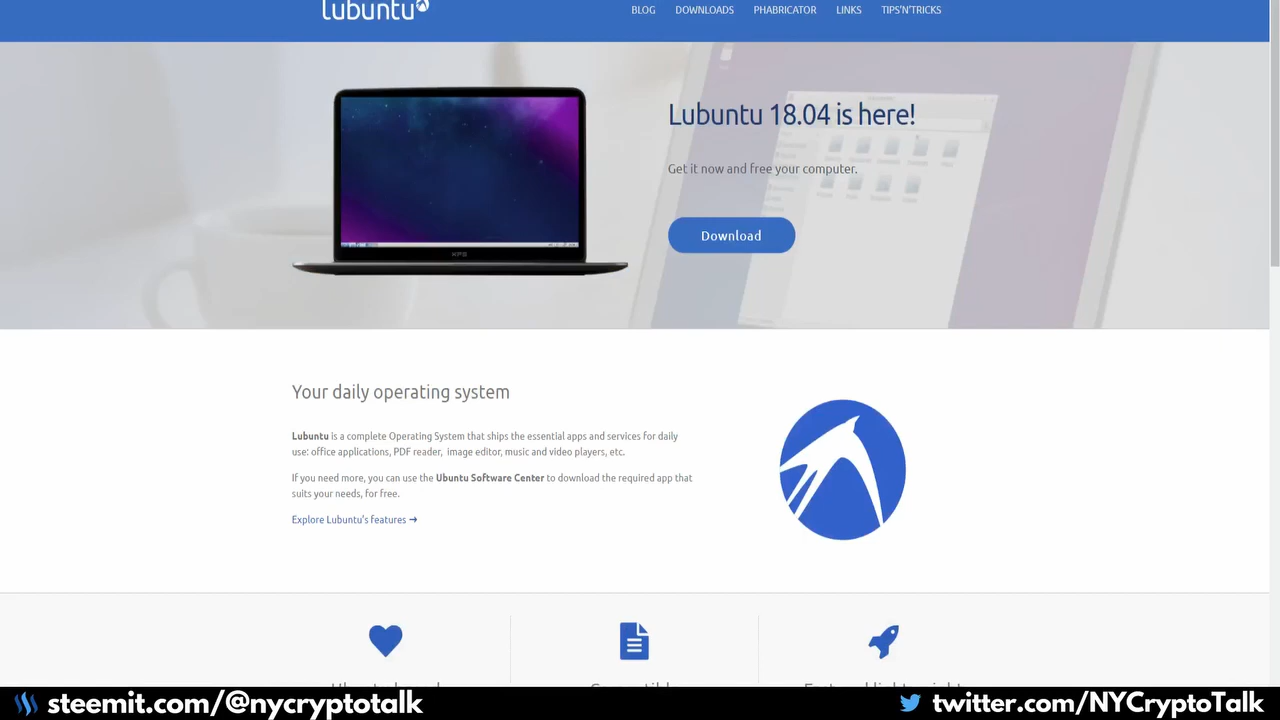 lubuntu
BLOG DOWNLOADS PHABRICATOR LINKS TIPS'N'TRICKS
Lubuntu 18.04 is here!
Get it now and free your computer.
Download
XPS
Your daily operating system
Lubuntu is a complete Operating System that ships the essential apps and services for daily
use: office applications, PDF reader, image editor, music and video players, etc.
If you need more, you can use the Ubuntu Software Center to download the required app that
suits your needs, for free.
Explore Lubuntu's features ➔
steemit.com/@nycryptotalk
twitter.com/NYCryptoTalk